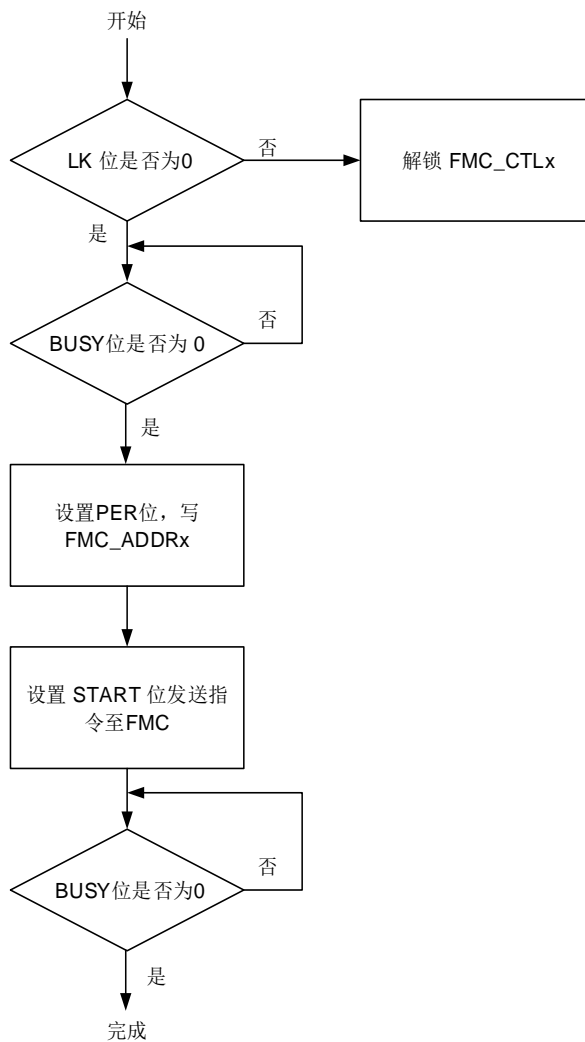 开始
LK 位是否为0
否
解锁 FMC_CTLx
是
BUSY位是否为 0
否
是
设置PER位，写
FMC_ADDRx
设置 START 位发送指
令至FMC
BUSY位是否为0
否
是
完成